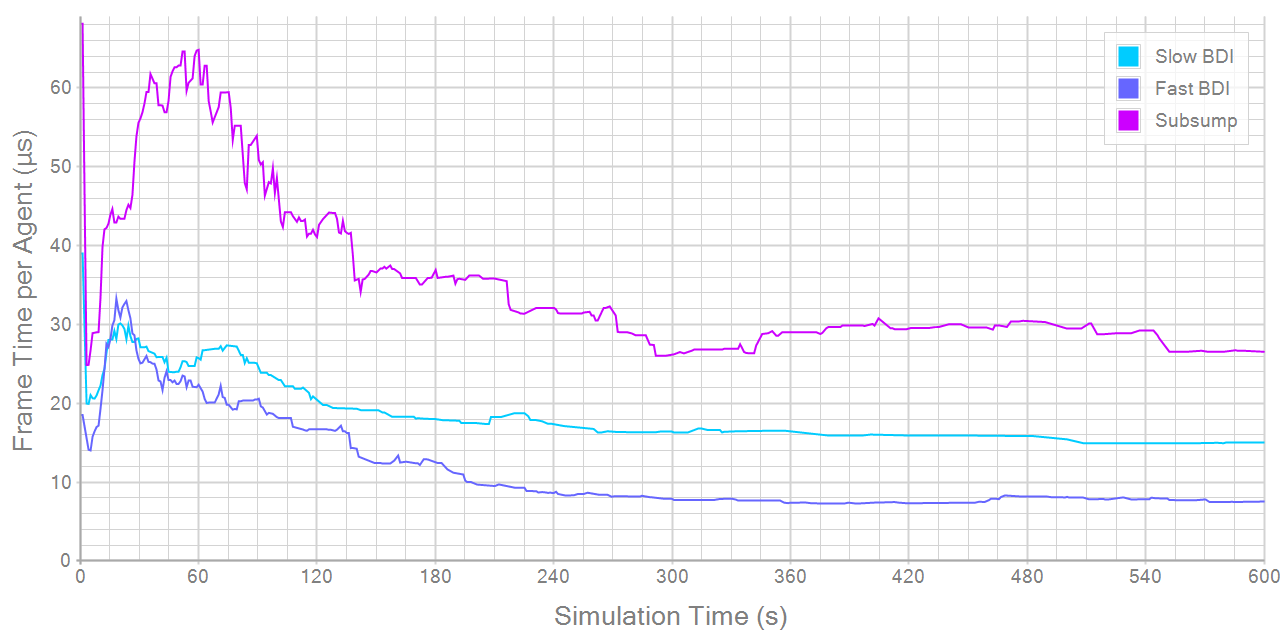 Slow BDI
Fast BDI
Subsump
Frame Time per Agent (µs)
60
50
40
30
20
10
0
0 60 120 180 240 300 360 420 480 540 600
Simulation Time (s)